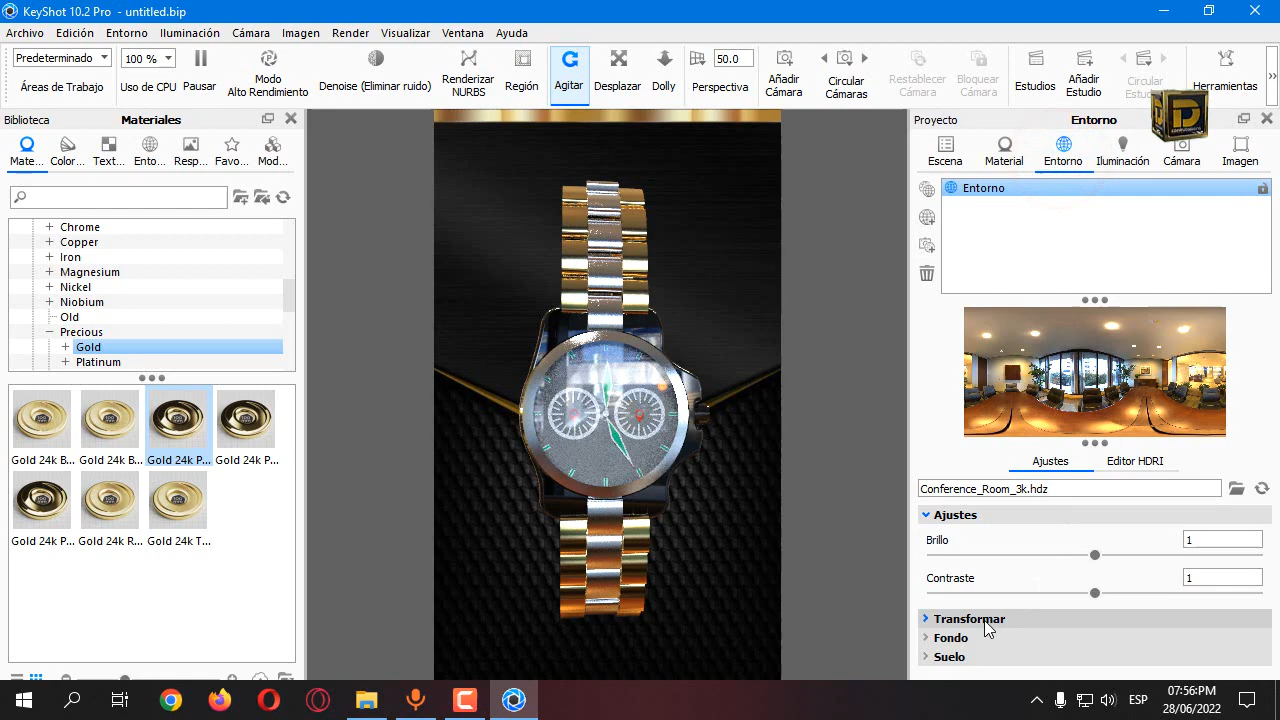 KeyShot 10.2 Pro - untitled.bip
Archivo Edición Entorno Iluminación Cámara Imagen Render Visualizar Ventana Ayuda
Predeterminado 100 % 50.0
Áreas de Trabajo Uso de CPU Pausar Modo Alto Rendimiento Denoise (Eliminar ruido) Renderizar NURBS Región Agitar Desplazar Dolly Perspectiva Añadir Cámara Circular Cámaras Restablecer Cámara Bloquear Cámara Estudios Añadir Estudio Circular Herramientas
Biblioteca Materiales
Mate... Color... Text... Ento... Resp... Favo... Mod...
Copper
Iron
Magnesium
Nickel
Niobium
Old
Precious
Gold
Platinum
Gold 24k B... Gold 24k B... Gold 24k P... Gold 24k P...
Gold 24k P... Gold 24k R... Gold 24k T...
Proyecto Entorno
Escena Material Entorno Iluminación Cámara Imagen
Entorno
Ajustes Editor HDRI
Conference_Room_3k.hdz
Ajustes
Brillo 1
Contraste 1
Transformar
Fondo
Suelo
ESP
07:56PM
28/06/2022